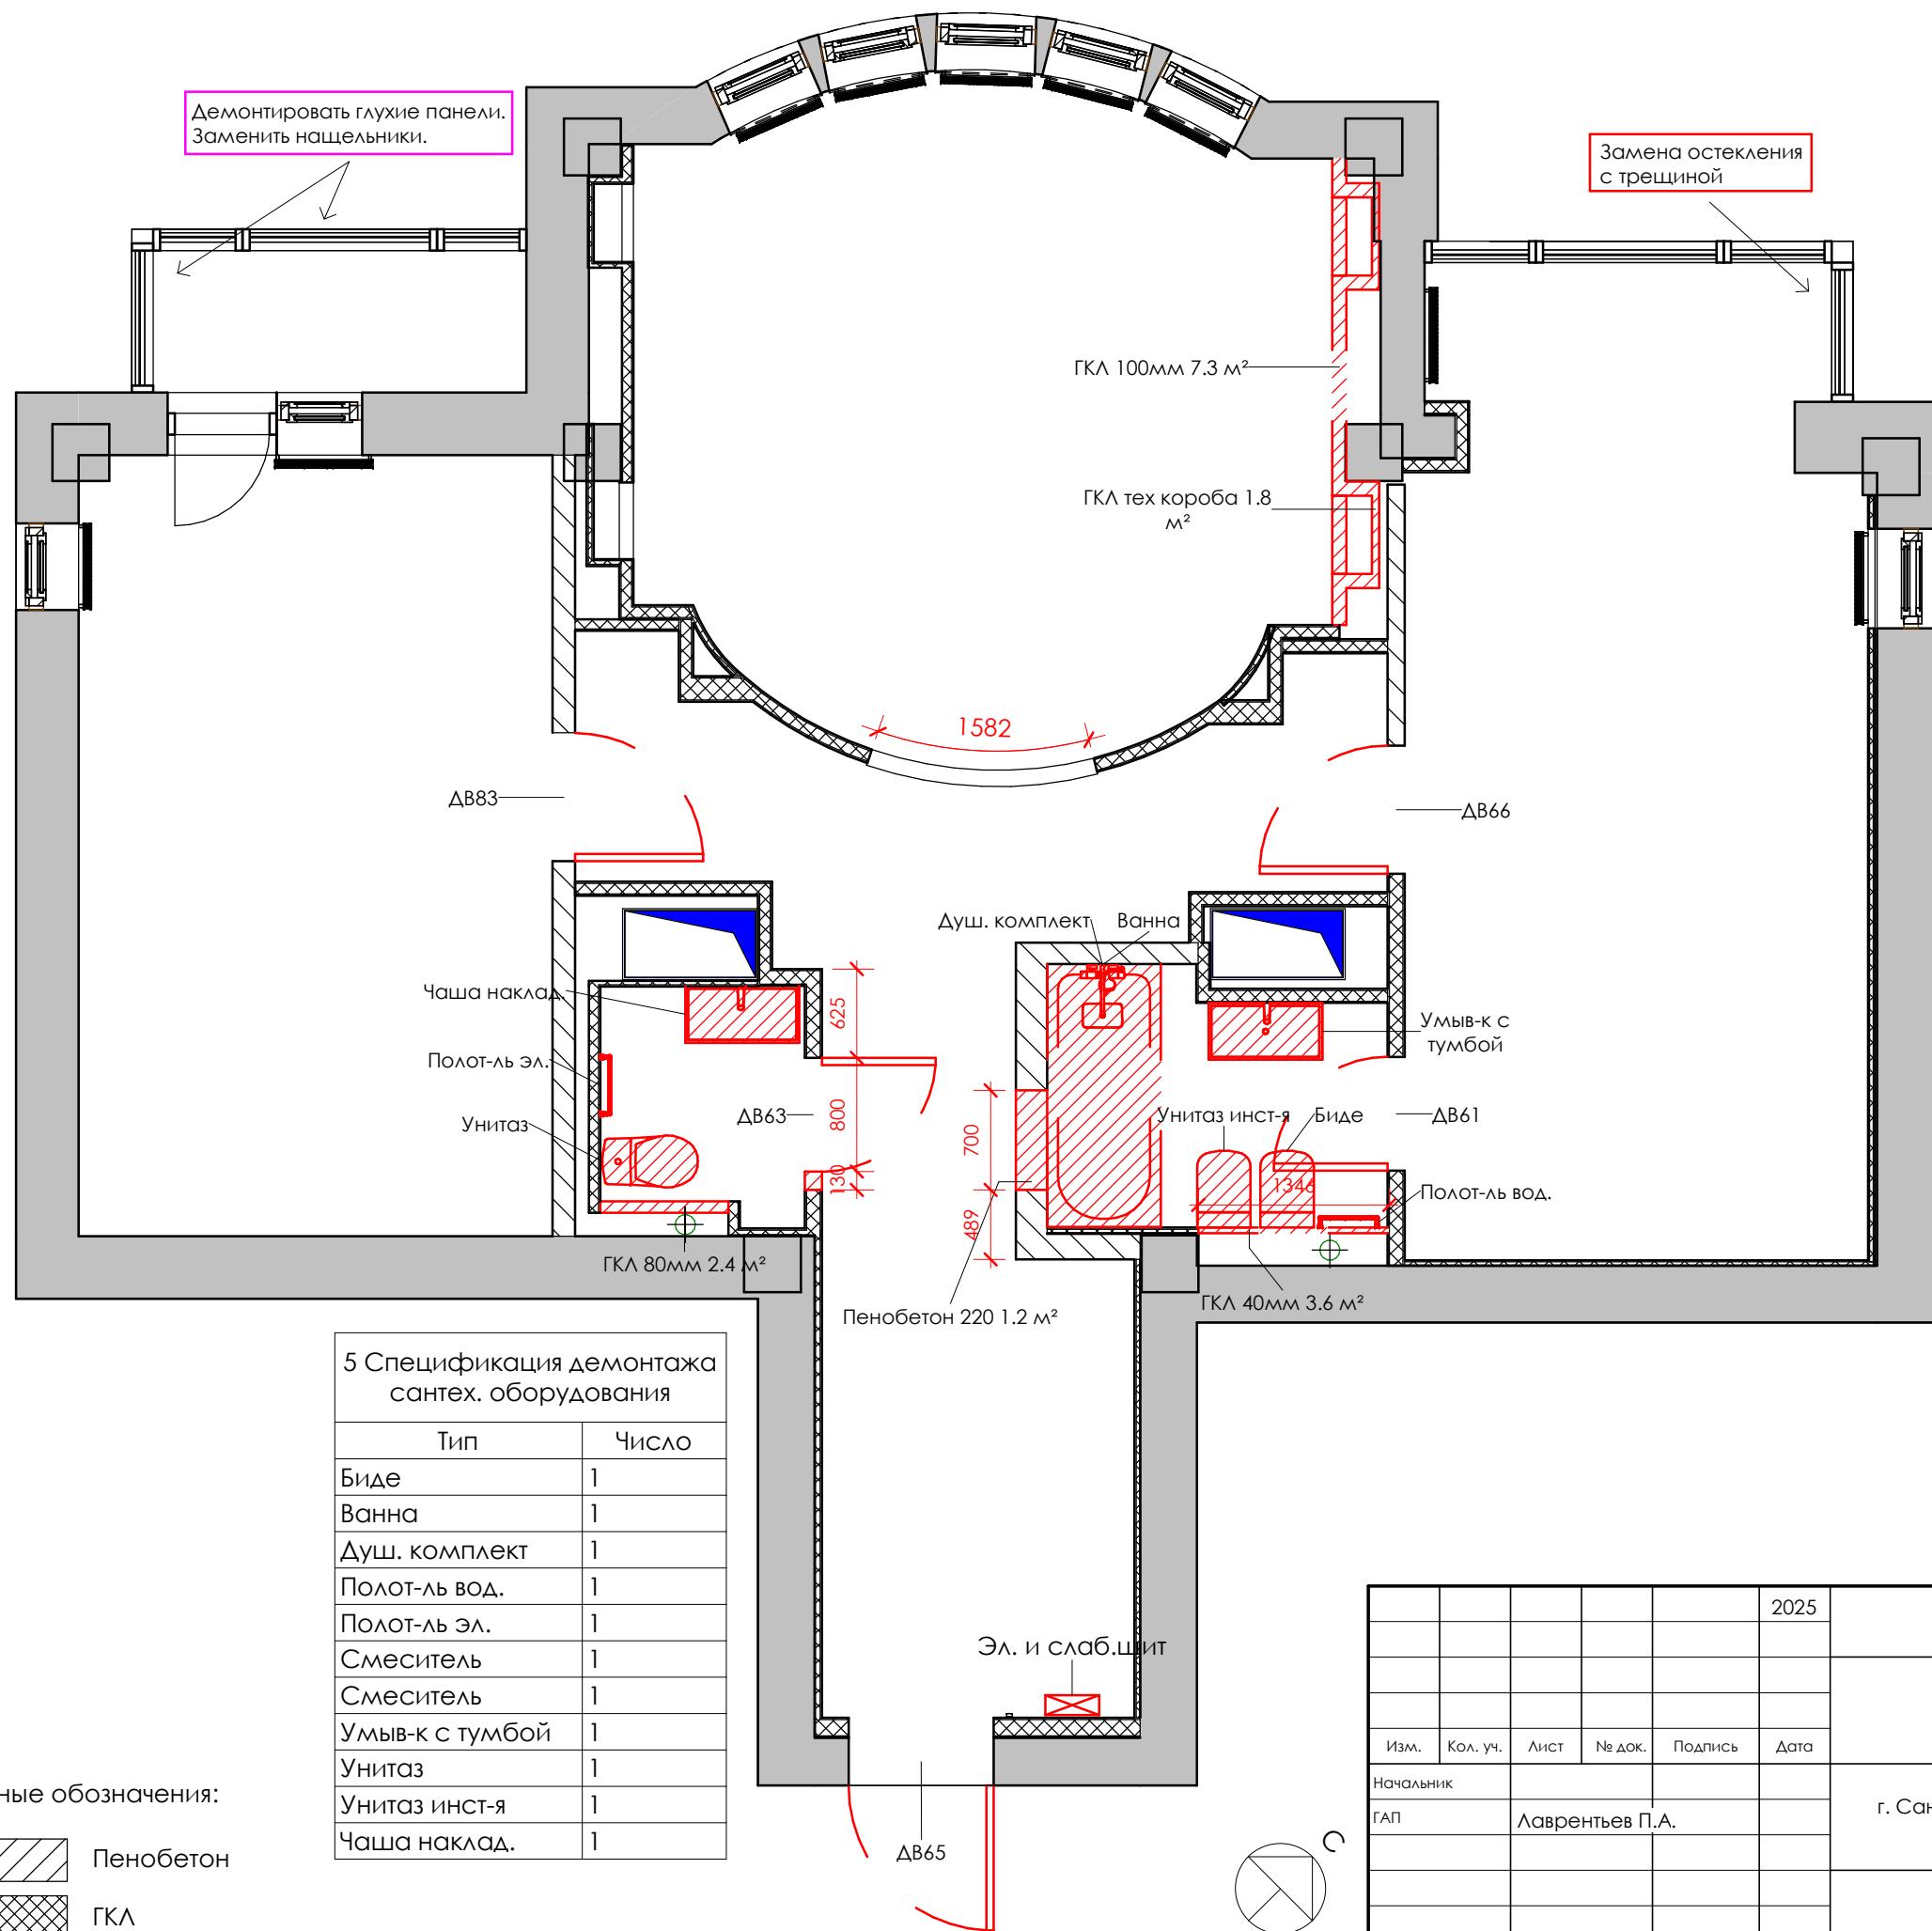 Демонтировать глухие панели.
Заменить нащельники.
Замена остекления
с трещиной
ГКЛ 100мм 7.3 м²
ГКЛ тех короба 1.8
м²
1582
ДВ83
ДВ66
Душ. комплект
Ванна
Чаша наклад.
625
Умыв-к с
тумбой
Полот-ль эл.
ДВ63
800
700
Унитаз инст-я
Биде
ДВ61
Унитаз
130
1346
Полот-ль вод.
489
ГКЛ 80мм 2.4 м²
Пенобетон 220 1.2 м²
ГКЛ 40мм 3.6 м²
5 Спецификация демонтажа
сантех. оборудования
Тип Число
Биде 1
Ванна 1
Душ. комплект 1
Полот-ль вод. 1
Полот-ль эл. 1
Смеситель 1
Смеситель 1
Умыв-к с тумбой 1
Унитаз 1
Унитаз инст-я 1
Чаша наклад. 1
Эл. и слаб.щит
ДВ65
ные обозначения:
Пенобетон
ГКЛ
С
2025
Изм. Кол. уч. Лист № док. Подпись Дата
Начальник
ГАП Лаврентьев П.А.
г. Сан